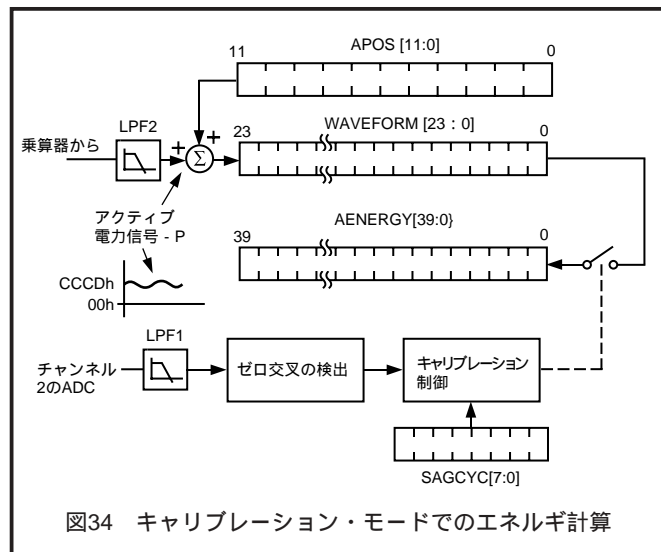 APOS [11:0]
11
0
LPF2
乗算器から
+
+
Σ
WAVEFORM [23 : 0]
23
0
アクティブ
電力信号 - P
CCCDh
00h
AENERGY[39:0}
39
0
LPF1
チャンネル
2のADC
ゼロ交叉の検出
キャリブレーション
制御
SAGCYC[7:0]
図34 キャリブレーション・モードでのエネルギ計算